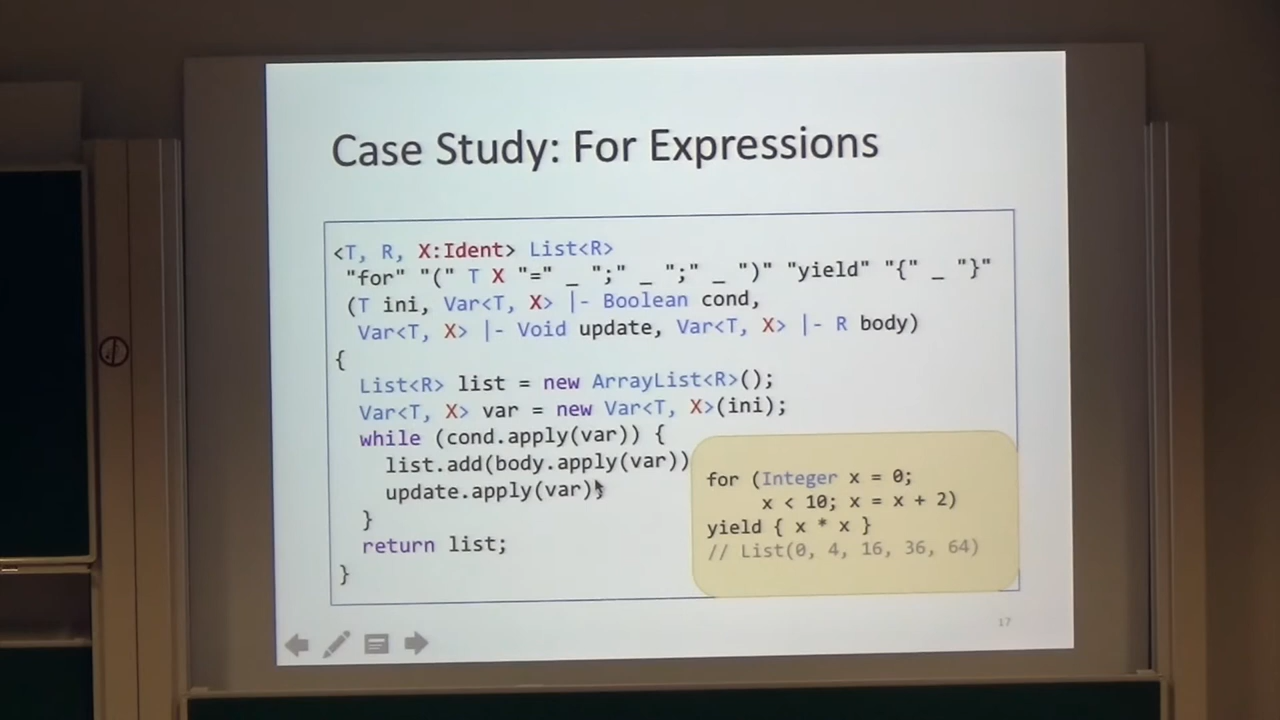 Case Study: For Expressions
<T, R, X:Ident> List<R>
"for" "(" T X "=" _ ";" _ ";" _ ")" "yield" "{" _ "}"
(T ini, Var<T, X> |- Boolean cond,
Var<T, X> |- Void update, Var<T, X> |- R body)
{
List<R> list = new ArrayList<R>();
Var<T, X> var = new Var<T, X>(ini);
while (cond.apply(var)) {
list.add(body.apply(var))
update.apply(var)
}
return list;
}
for (Integer x = 0;
x < 10; x = x + 2)
yield { x * x }
// List(0, 4, 16, 36, 64)
17